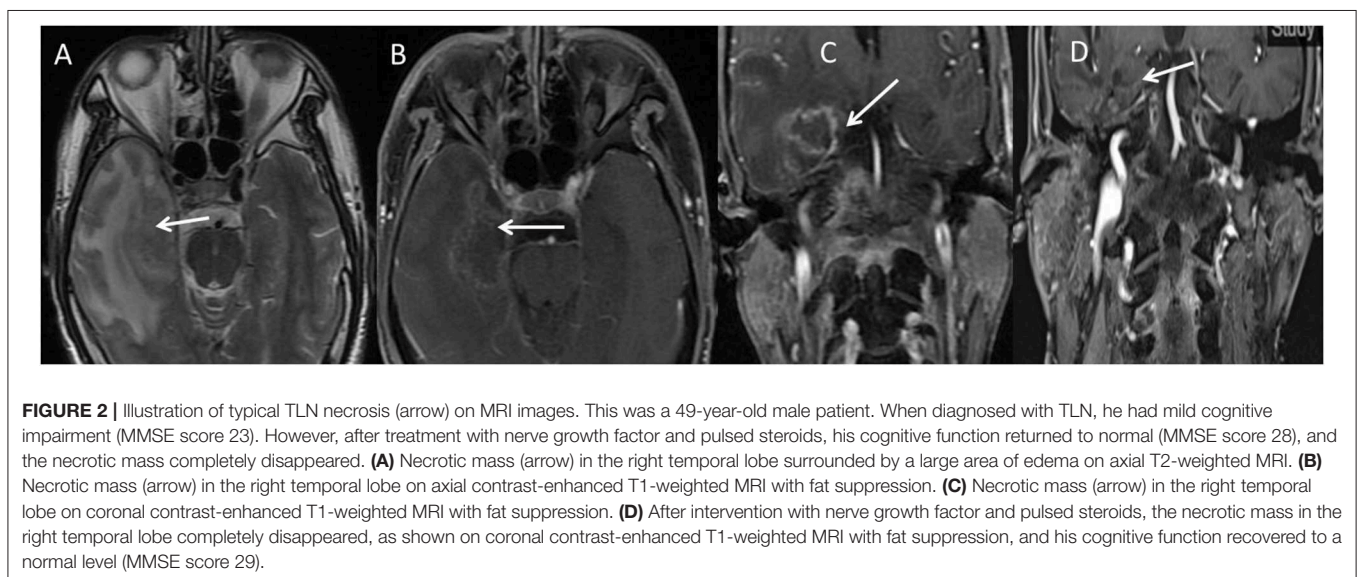 A
B
C
D
Study
FIGURE 2 | Illustration of typical TLN necrosis (arrow) on MRI images. This was a 49-year-old male patient. When diagnosed with TLN, he had mild cognitive
impairment (MMSE score 23). However, after treatment with nerve growth factor and pulsed steroids, his cognitive function returned to normal (MMSE score 28), and
the necrotic mass completely disappeared. (A) Necrotic mass (arrow) in the right temporal lobe surrounded by a large area of edema on axial T2-weighted MRI. (B)
Necrotic mass (arrow) in the right temporal lobe on axial contrast-enhanced T1-weighted MRI with fat suppression. (C) Necrotic mass (arrow) in the right temporal
lobe on coronal contrast-enhanced T1-weighted MRI with fat suppression. (D) After intervention with nerve growth factor and pulsed steroids, the necrotic mass in the
right temporal lobe completely disappeared, as shown on coronal contrast-enhanced T1-weighted MRI with fat suppression, and his cognitive function recovered to a
normal level (MMSE score 29).